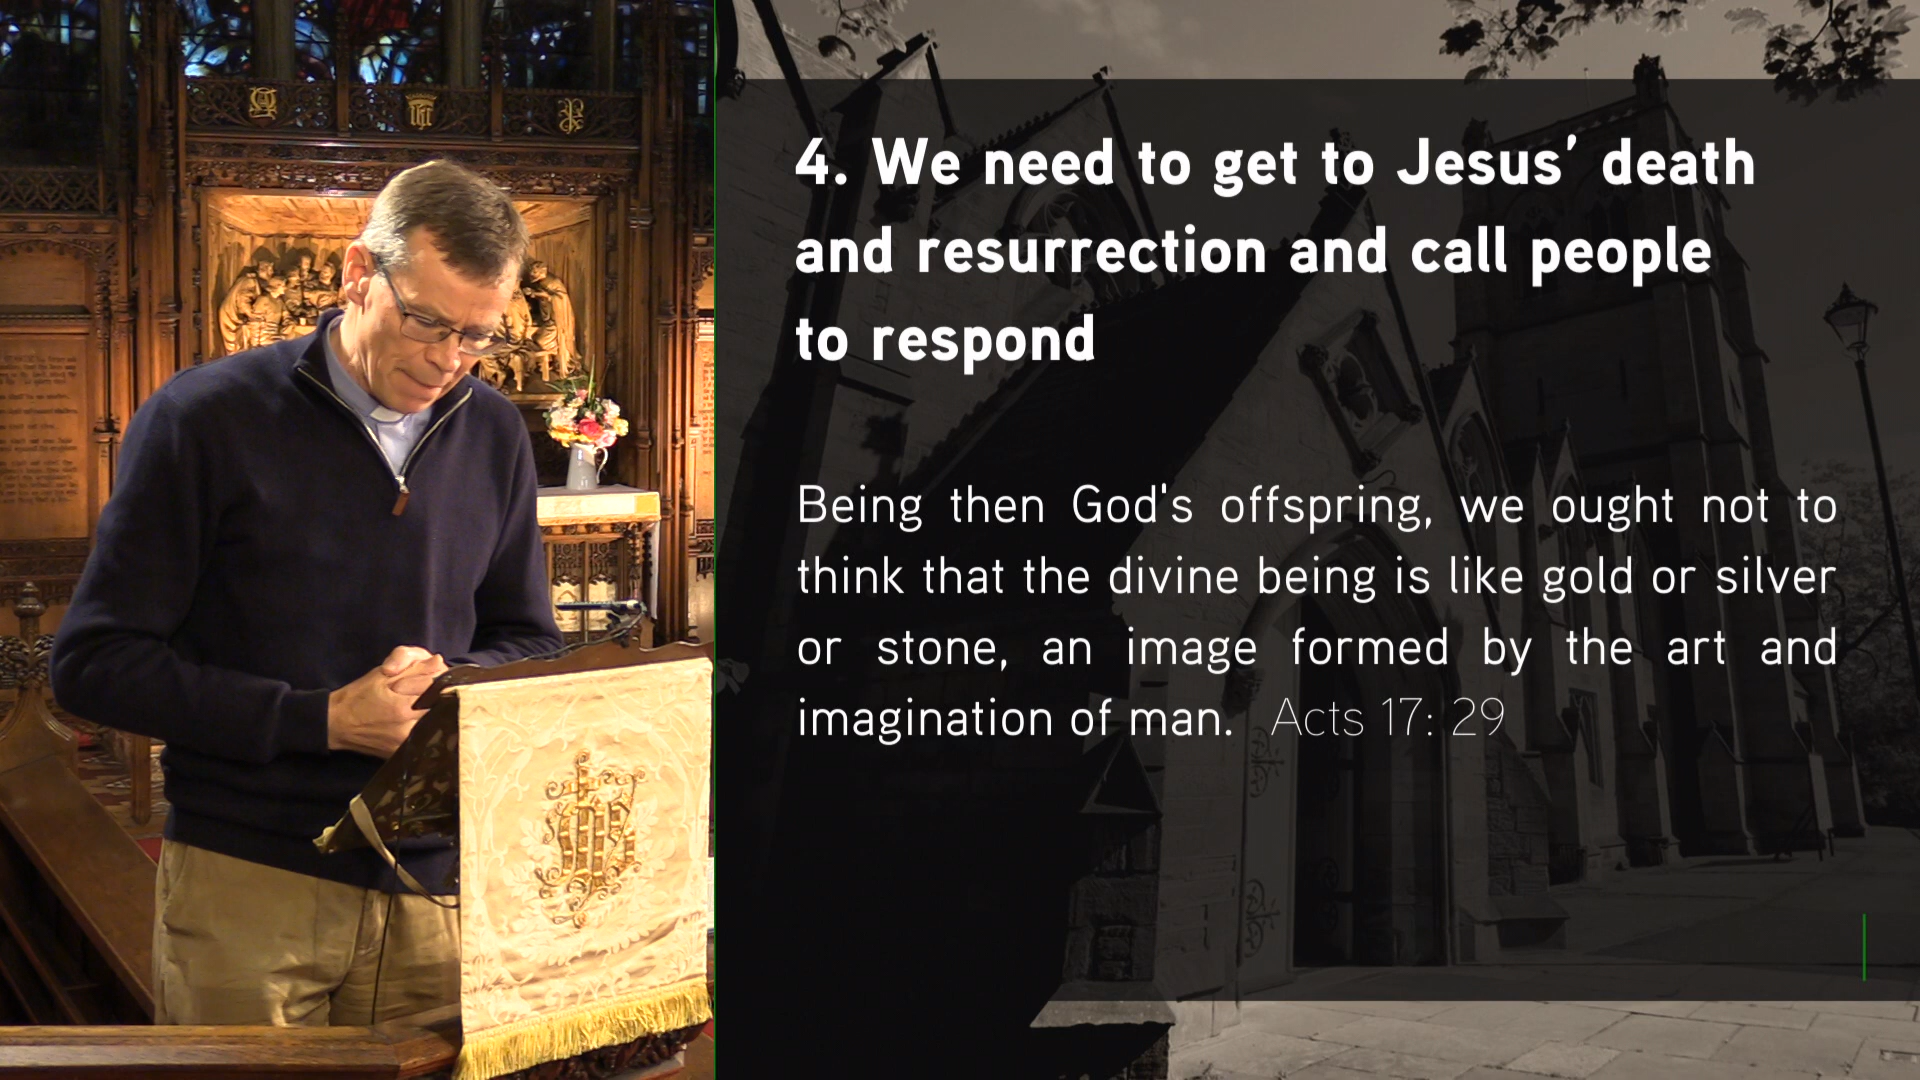 4. We need to get to Jesus’ death
and resurrection and call people
to respond
Being then God's offspring, we ought not to
think that the divine being is like gold or silver
or stone, an image formed by the art and
imagination of man. Acts 17: 29